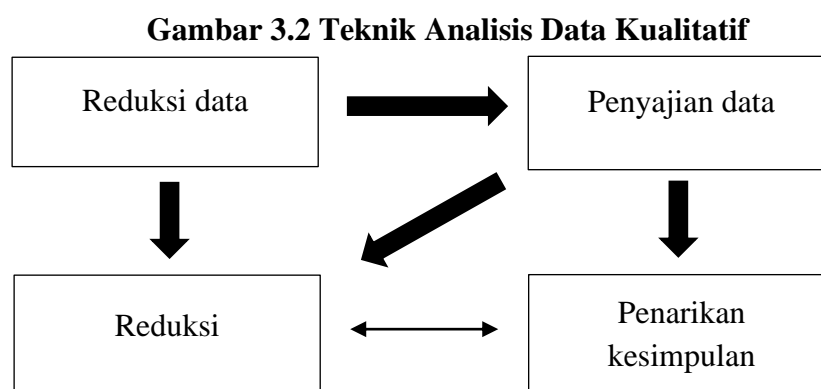 Gambar 3.2 Teknik Analisis Data Kualitatif
Reduksi data
Penyajian data
Reduksi
Penarikan
kesimpulan